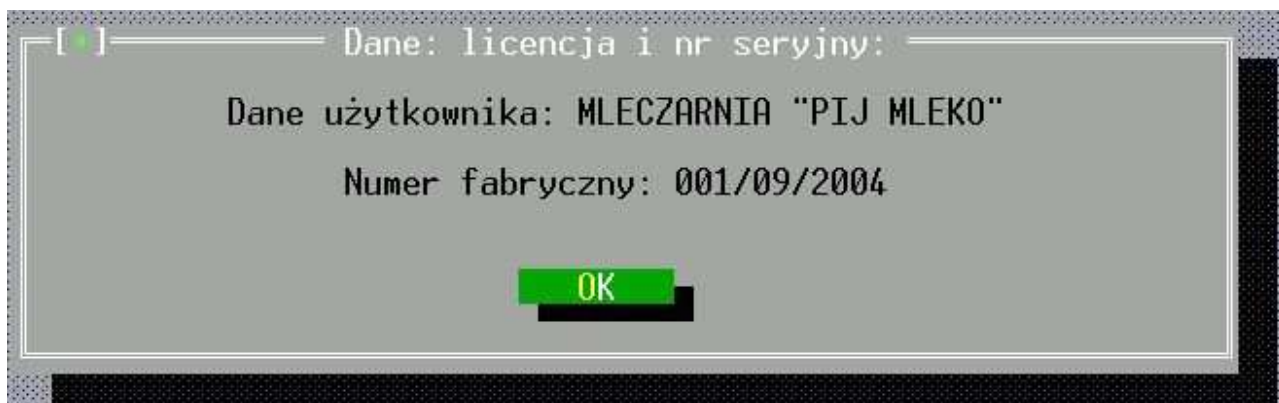 Dane: licencja i nr seryjny:
Dane użytkownika: MLECZARNIA "PIJ MLEKO"
Numer fabryczny: 001/09/2004
OK